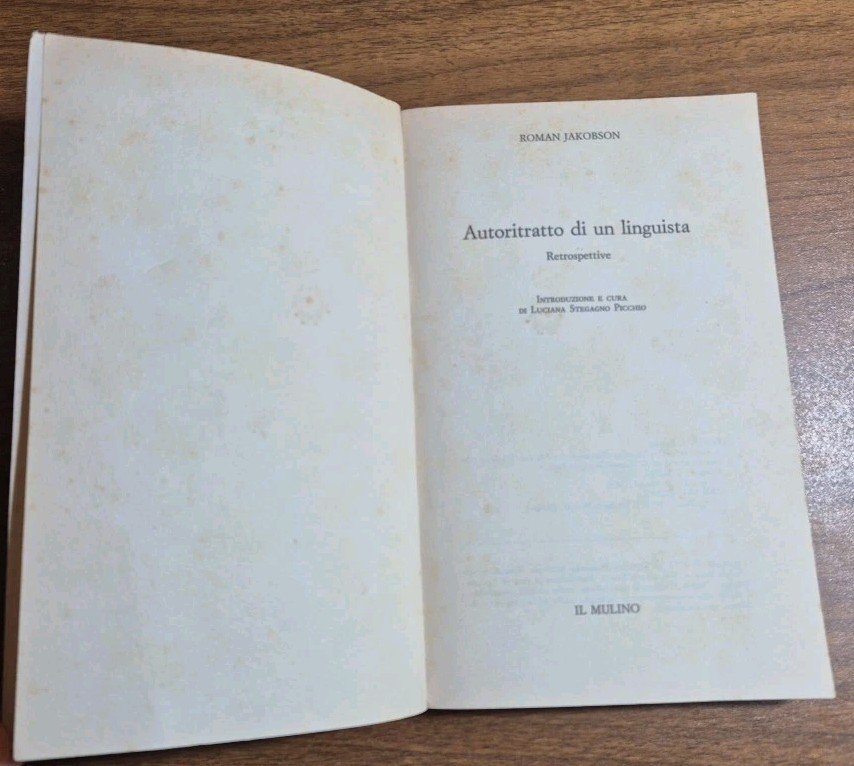 ROMAN JAKOBSON
Autoritratto di un linguista
Retrospettive
INTRODUZIONE E CURA
DI LUCIANA STEGAGNO PICCHIO
IL MULINO